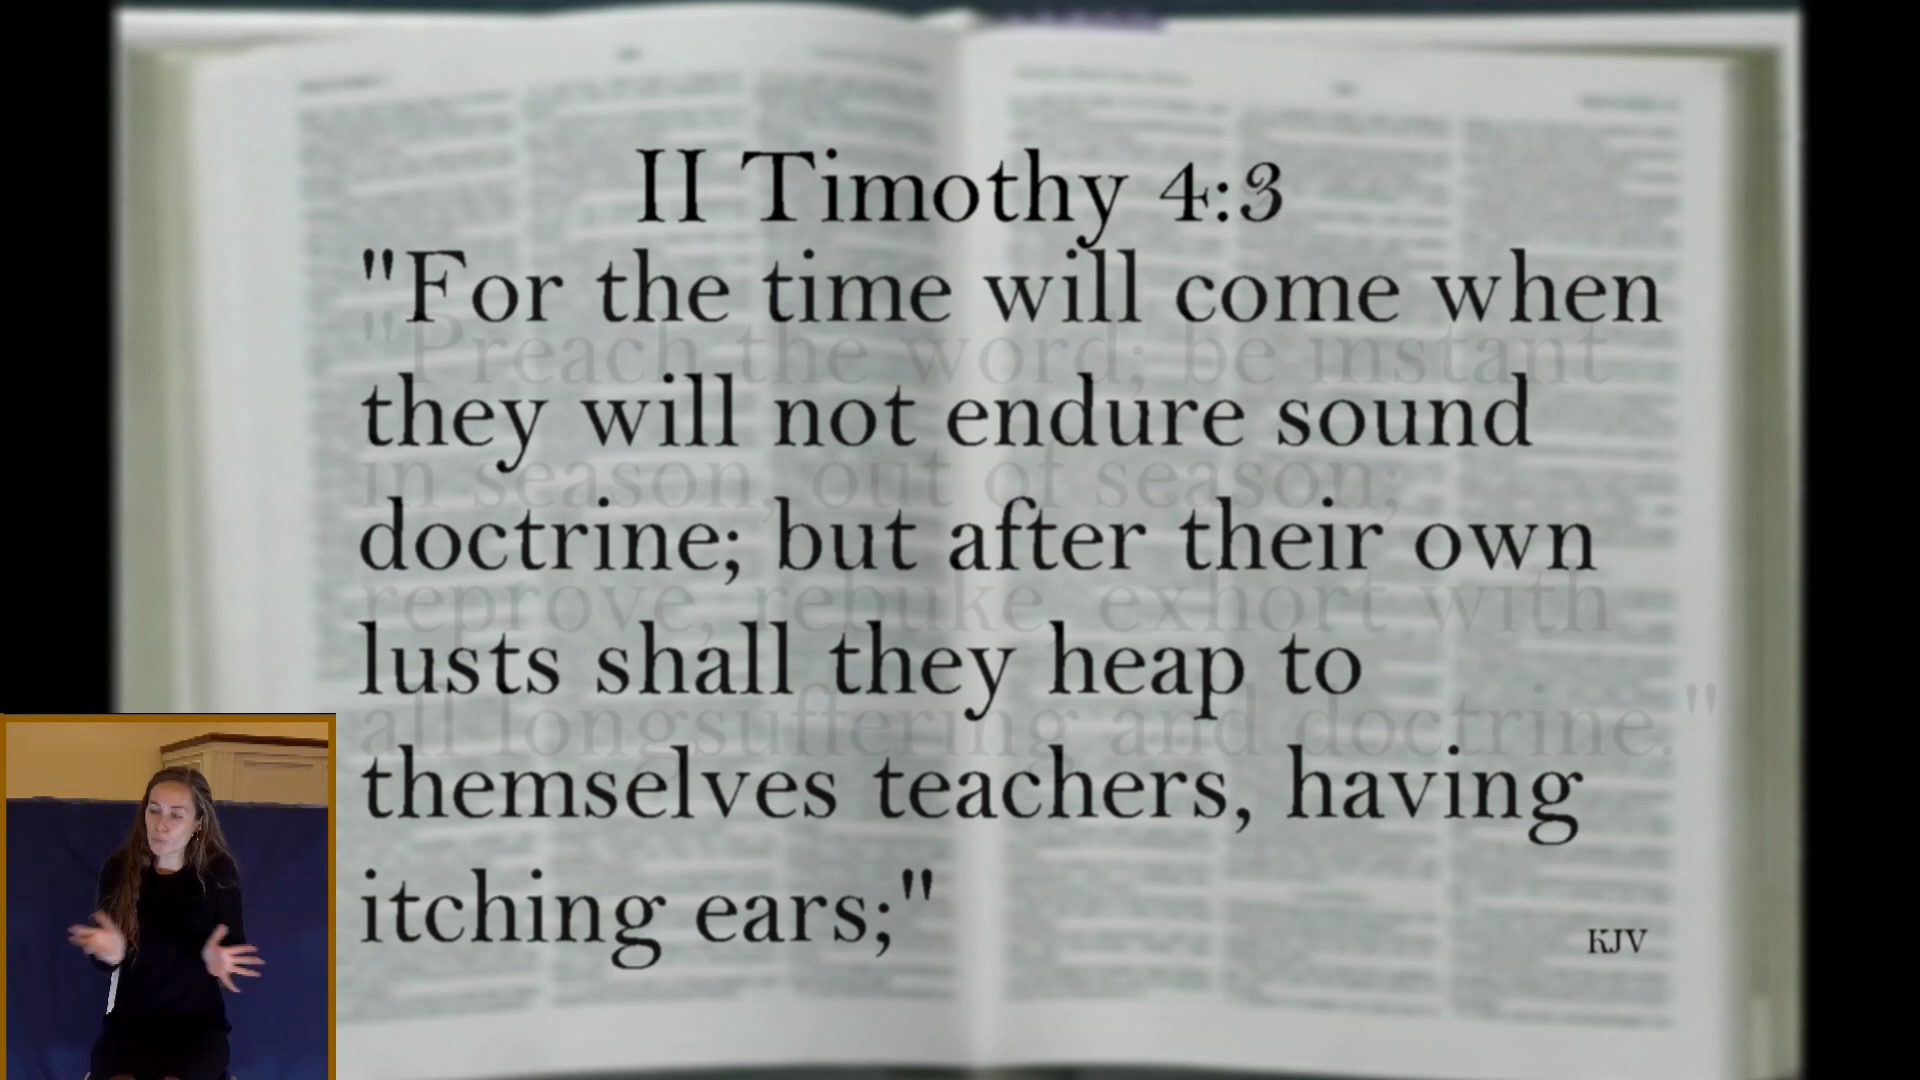 II Timothy 4:3
"For the time will come when
"Preach the word; be instant
they will not endure sound
in season, out of season;
doctrine; but after their own
reprove, rebuke, exhort with
lusts shall they heap to
all longsuffering and doctrine."
themselves teachers, having
itching ears;"
KJV